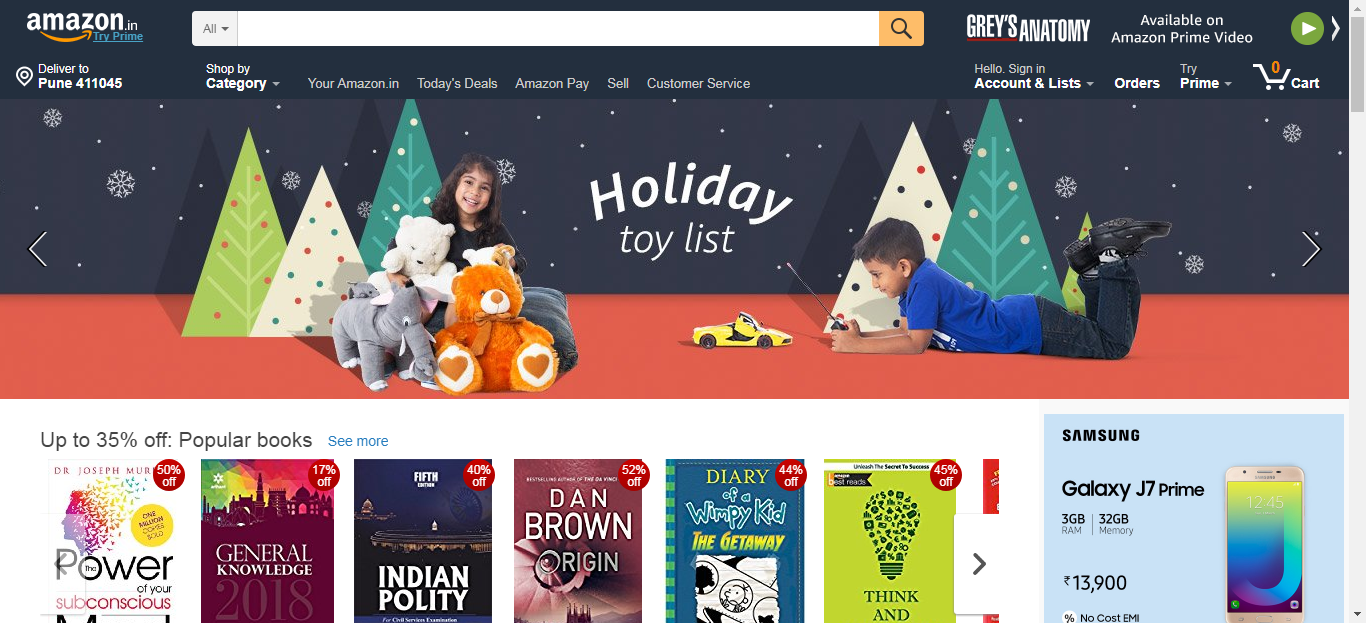 amazon.in
Try Prime
All
GREY'S ANATOMY
Available on
Amazon Prime Video
Deliver to
Pune 411045
Shop by
Category
Your Amazon.in
Today's Deals
Amazon Pay
Sell
Customer Service
Hello. Sign in
Account & Lists
Orders
Try
Prime
0
Cart
Holiday
toy list
Up to 35% off: Popular books
See more
DR JOSEPH MUR
50%
off
ONE
MILLION
COPIES
SOLD
The
Power
of your
subconscious
17%
off
arihant
GENERAL
KNOWLEDGE
2018
FIFTH
EDITION
40%
off
INDIAN
POLITY
For Civil Services Examination
BESTSELLING AUTHOR OF THE DA VINCI
52%
off
DAN
BROWN
ORIGIN
DIARY
44%
off
of a
Wimpy Kid
THE GETAWAY
Unleash The Secret To Success
amazon
best reads
45%
off
THINK
AND
SAMSUNG
Galaxy J7 Prime
3GB
RAM
32GB
Memory
12:45
₹13,900
% No Cost EMI